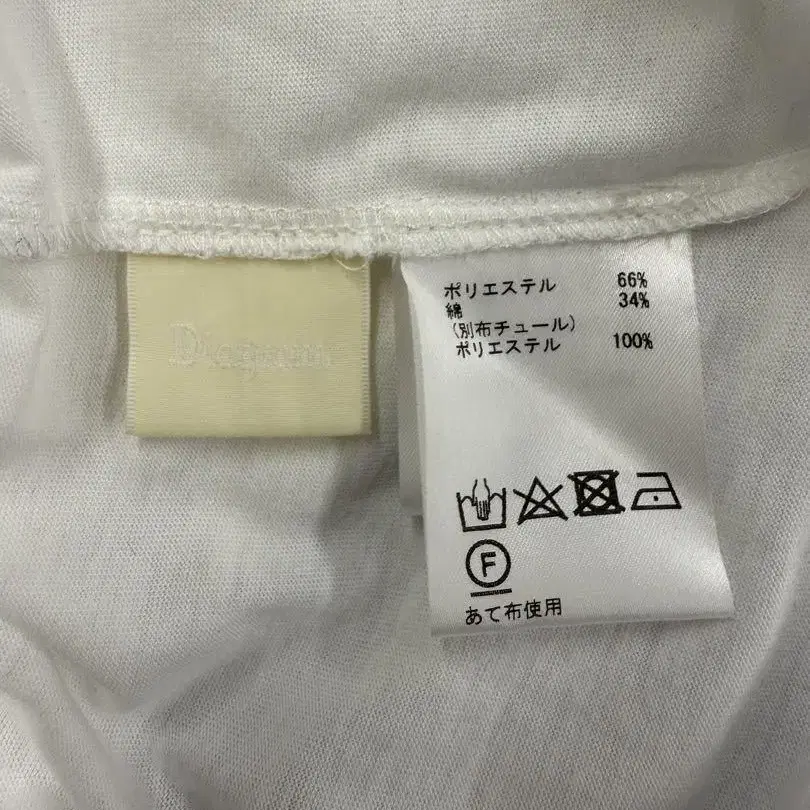 Diagram
ポリエステル 66%
綿 34%
(別布チュール)
ポリエステル 100%
F
あて布使用